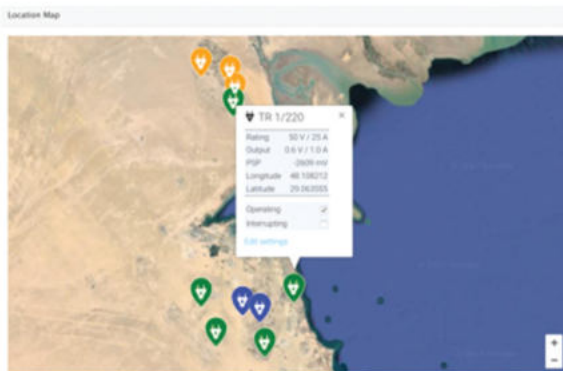 Location Map
TR 1/220 ×
Rating 50 V / 25 A
Output 0.6 V / 1.0 A
PSP -2609 mV
Longitude 48.108212
Latitude 29.062055
Operating
Interrupting
Edit settings
+
−